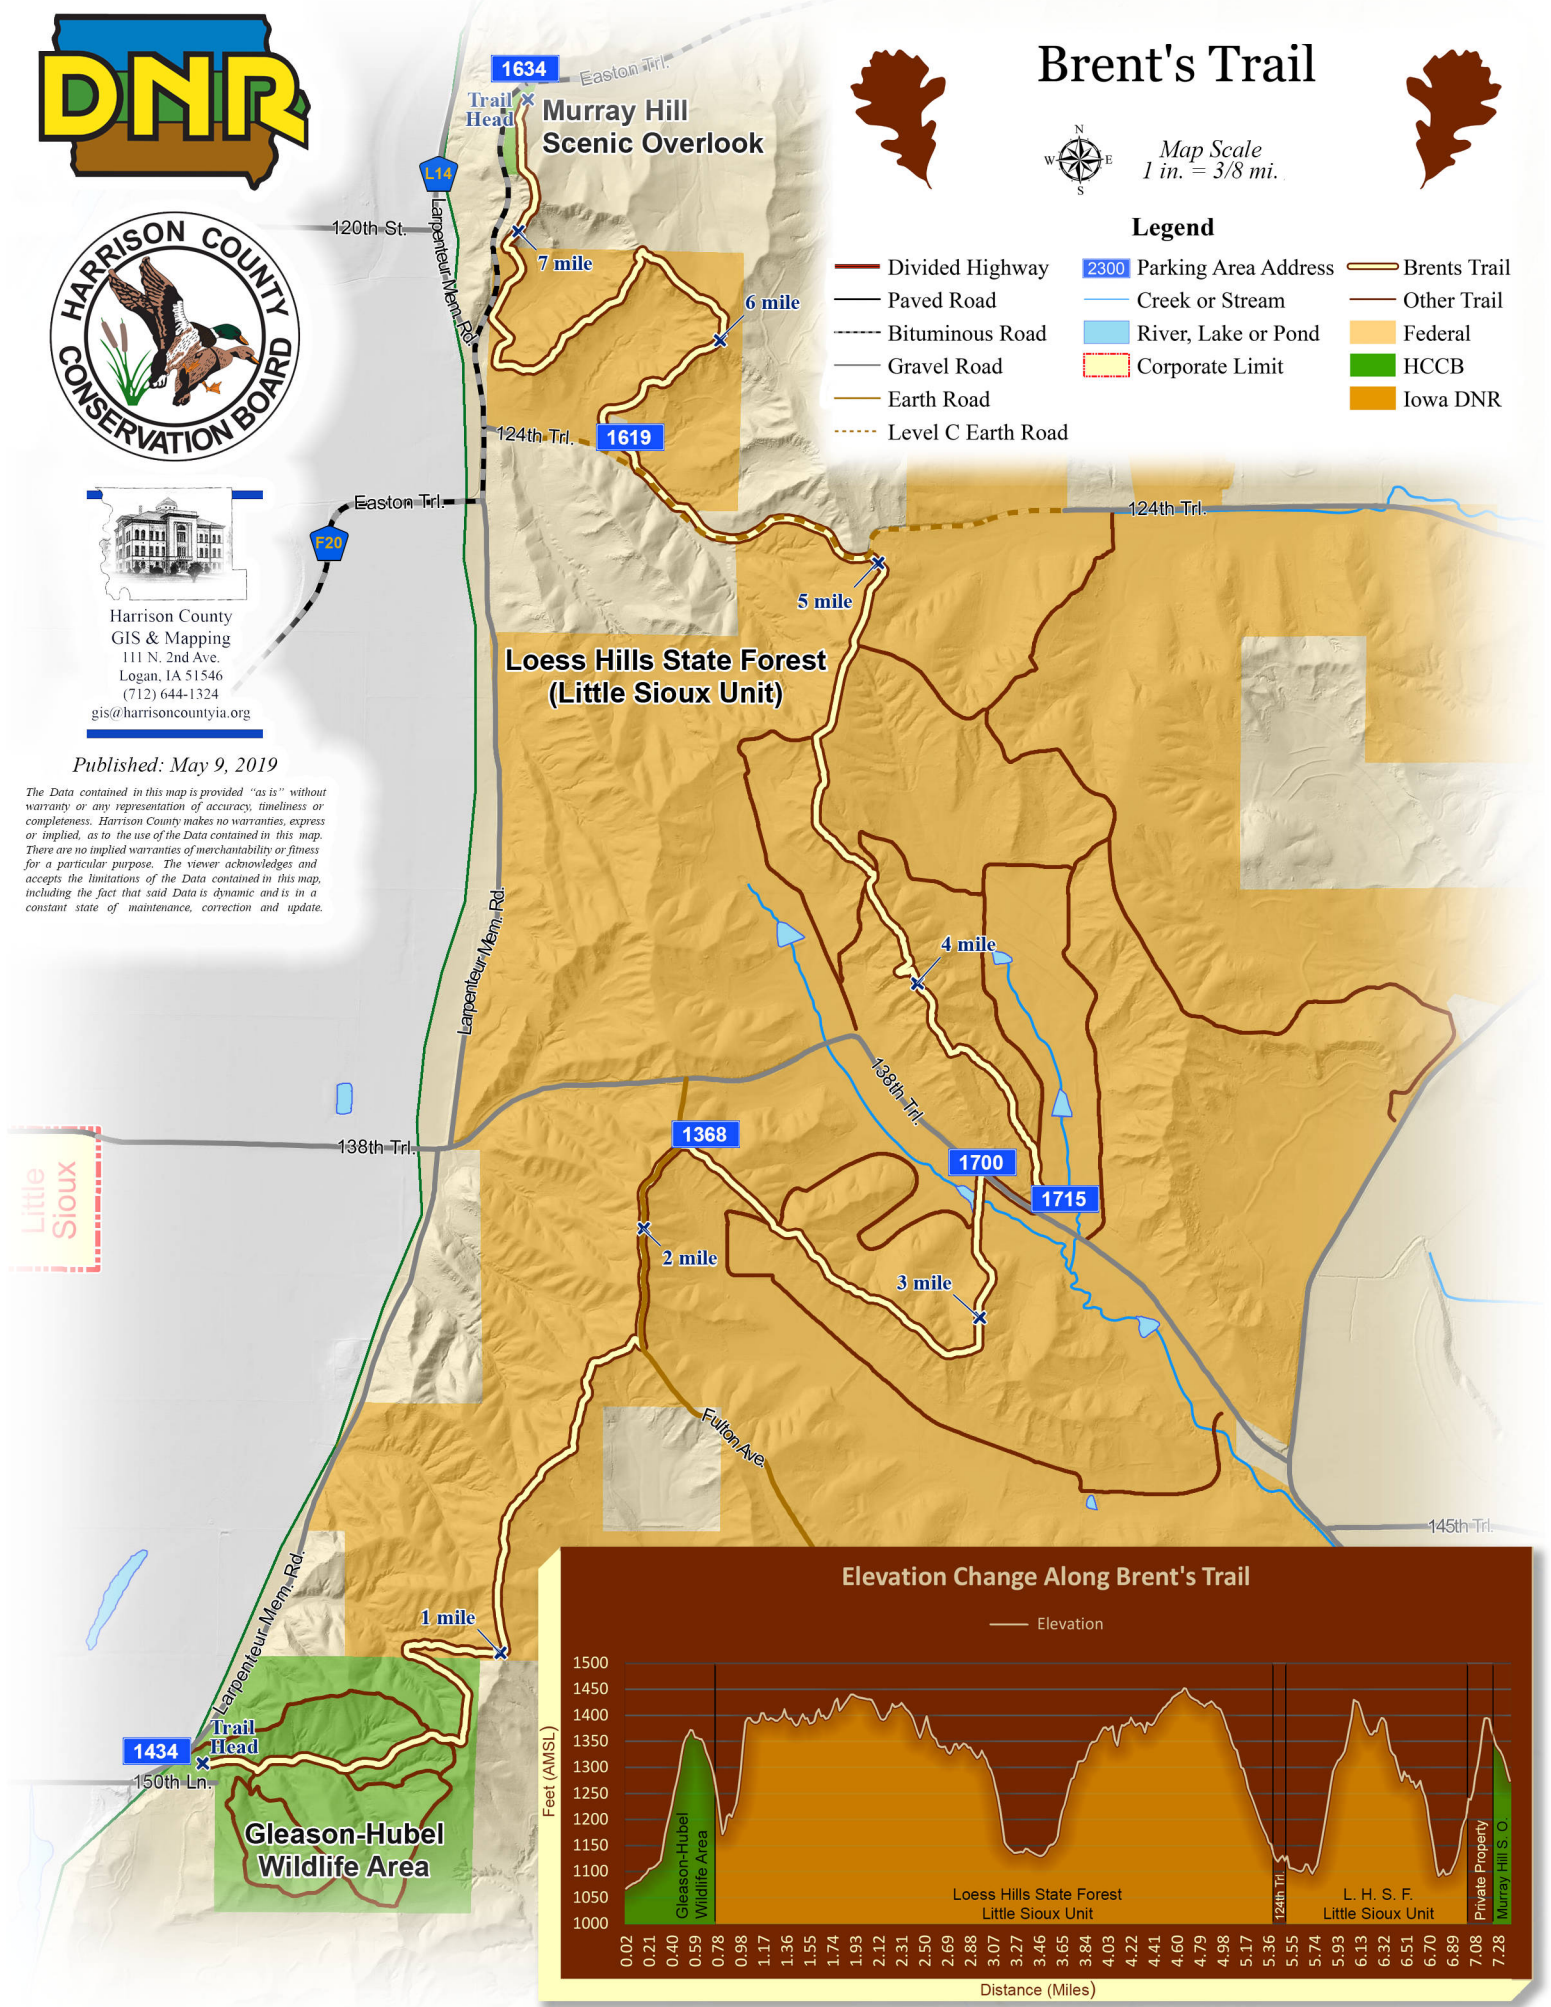 DNR
HARRISON COUNTY
CONSERVATION BOARD
Harrison County
GIS & Mapping
111 N. 2nd Ave.
Logan, IA 51546
(712) 644-1324
gis@harrisoncountyia.org
Published: May 9, 2019
The Data contained in this map is provided "as is" without
warranty or any representation of accuracy, timeliness or
completeness. Harrison County makes no warranties, express
or implied, as to the use of the Data contained in this map.
There are no implied warranties of merchantability or fitness
for a particular purpose. The viewer acknowledges and
accepts the limitations of the Data contained in this map,
including the fact that said Data is dynamic and is in a
constant state of maintenance, correction and update.
Brent's Trail
N
W E
S
Map Scale
1 in. = 3/8 mi.
Legend
Divided Highway
Paved Road
Bituminous Road
Gravel Road
Earth Road
Level C Earth Road
2300 Parking Area Address
Creek or Stream
River, Lake or Pond
Corporate Limit
Brents Trail
Other Trail
Federal
HCCB
Iowa DNR
1634
Easton Trl.
Trail
Head
Murray Hill
Scenic Overlook
L14
120th St.
Larpenteur Mem. Rd.
7 mile
6 mile
124th Trl.
1619
Easton Trl.
F20
124th Trl.
5 mile
Loess Hills State Forest
(Little Sioux Unit)
Larpenteur Mem. Rd.
4 mile
138th Trl.
138th Trl.
Little
Sioux
1368
1700
1715
2 mile
3 mile
Fulton Ave.
145th Trl.
1 mile
Larpenteur Mem. Rd.
Trail
Head
1434
150th Ln.
Gleason-Hubel
Wildlife Area
Elevation Change Along Brent's Trail
Elevation
Feet (AMSL)
1500
1450
1400
1350
1300
1250
1200
1150
1100
1050
1000
Gleason-Hubel
Wildlife Area
Loess Hills State Forest
Little Sioux Unit
124th Trl.
L. H. S. F.
Little Sioux Unit
Private Property
Murray Hill S. O.
0.02 0.21 0.40 0.59 0.78 0.98 1.17 1.36 1.55 1.74 1.93 2.12 2.31 2.50 2.69 2.88 3.07 3.27 3.46 3.65 3.84 4.03 4.22 4.41 4.60 4.79 4.98 5.17 5.36 5.55 5.74 5.93 6.13 6.32 6.51 6.70 6.89 7.08 7.28
Distance (Miles)